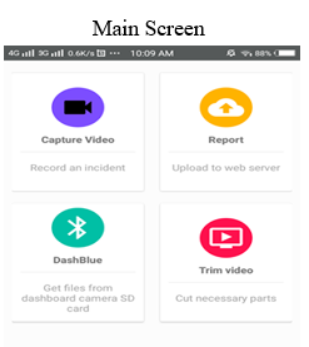 Main Screen
4G 3G 0.6K/s ··· 10:09 AM 88%
Capture Video
Record an incident
Report
Upload to web server
DashBlue
Get files from
dashboard camera SD
card
Trim video
Cut necessary parts